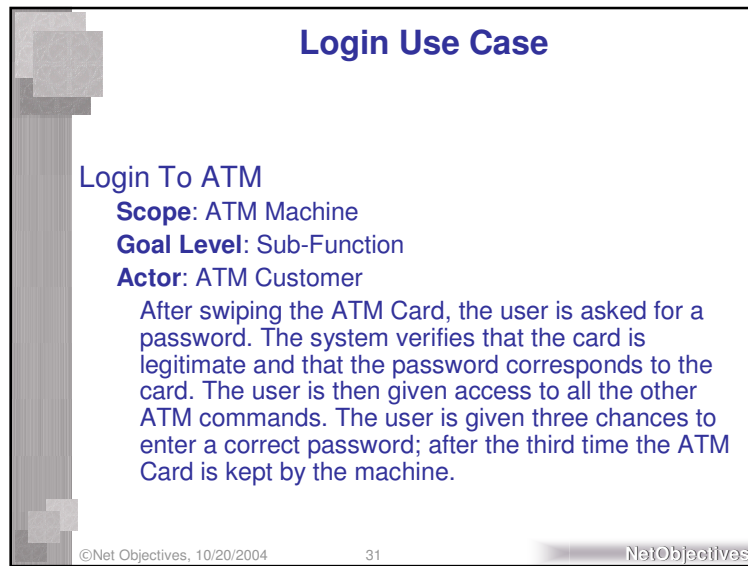 Login Use Case
Login To ATM
Scope: ATM Machine
Goal Level: Sub-Function
Actor: ATM Customer
After swiping the ATM Card, the user is asked for a
password. The system verifies that the card is
legitimate and that the password corresponds to the
card. The user is then given access to all the other
ATM commands. The user is given three chances to
enter a correct password; after the third time the ATM
Card is kept by the machine.
©Net Objectives, 10/20/2004 31 NetObjectives